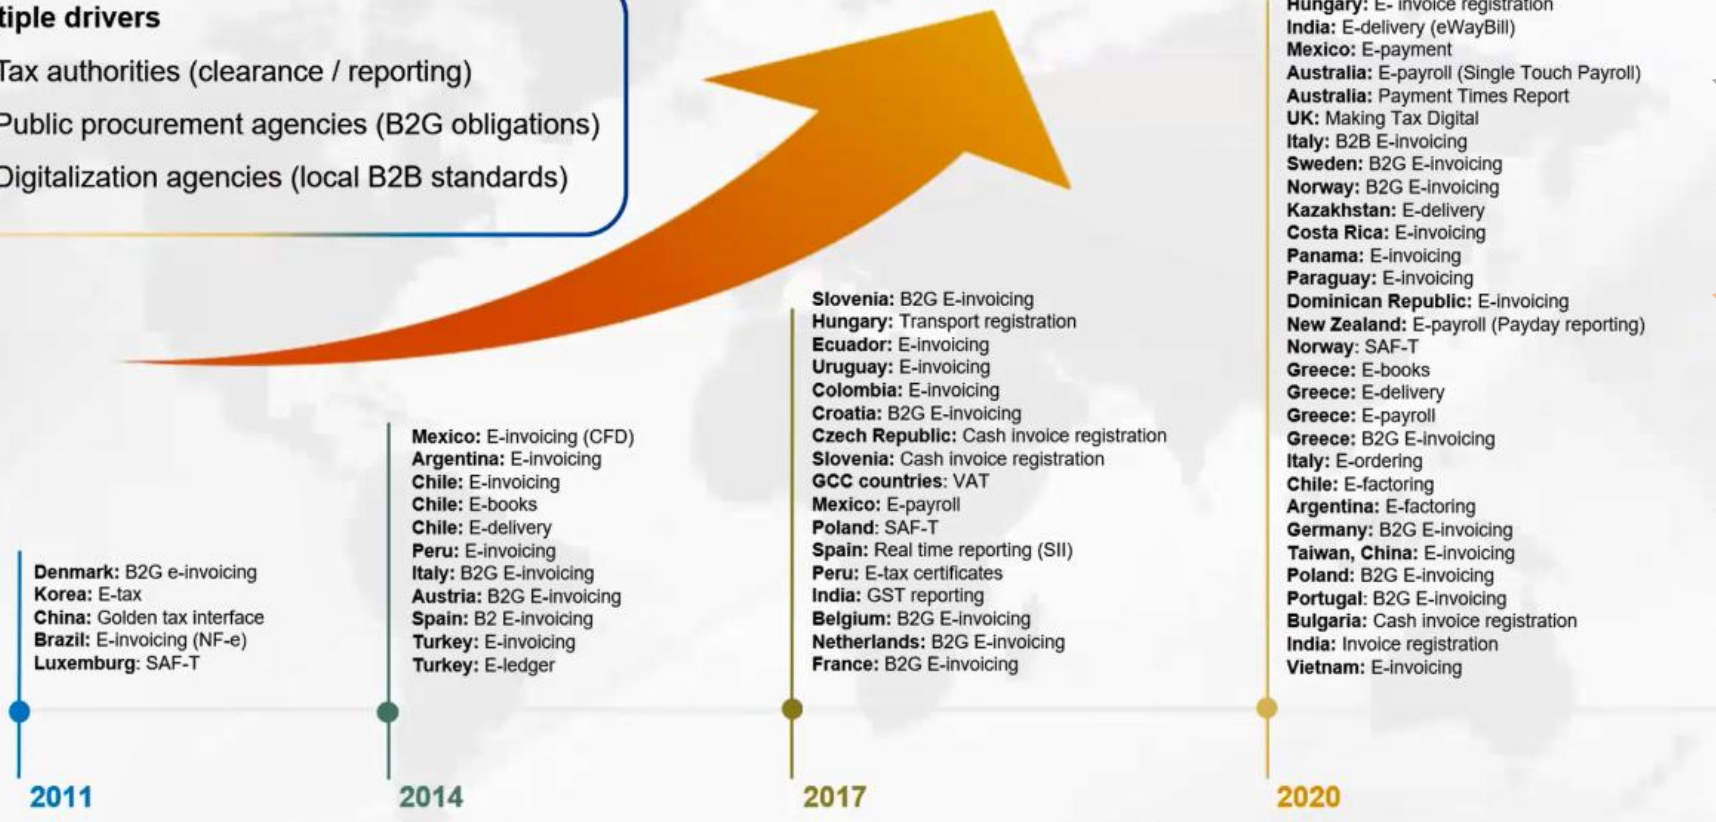 tiple drivers
Tax authorities (clearance / reporting)
Public procurement agencies (B2G obligations)
Digitalization agencies (local B2B standards)
Denmark: B2G e-invoicing
Korea: E-tax
China: Golden tax interface
Brazil: E-invoicing (NF-e)
Luxemburg: SAF-T
2011
Mexico: E-invoicing (CFD)
Argentina: E-invoicing
Chile: E-invoicing
Chile: E-books
Chile: E-delivery
Peru: E-invoicing
Italy: B2G E-invoicing
Austria: B2G E-invoicing
Spain: B2 E-invoicing
Turkey: E-invoicing
Turkey: E-ledger
2014
Slovenia: B2G E-invoicing
Hungary: Transport registration
Ecuador: E-invoicing
Uruguay: E-invoicing
Colombia: E-invoicing
Croatia: B2G E-invoicing
Czech Republic: Cash invoice registration
Slovenia: Cash invoice registration
GCC countries: VAT
Mexico: E-payroll
Poland: SAF-T
Spain: Real time reporting (SII)
Peru: E-tax certificates
India: GST reporting
Belgium: B2G E-invoicing
Netherlands: B2G E-invoicing
France: B2G E-invoicing
2017
Hungary: E- invoice registration
India: E-delivery (eWayBill)
Mexico: E-payment
Australia: E-payroll (Single Touch Payroll)
Australia: Payment Times Report
UK: Making Tax Digital
Italy: B2B E-invoicing
Sweden: B2G E-invoicing
Norway: B2G E-invoicing
Kazakhstan: E-delivery
Costa Rica: E-invoicing
Panama: E-invoicing
Paraguay: E-invoicing
Dominican Republic: E-invoicing
New Zealand: E-payroll (Payday reporting)
Norway: SAF-T
Greece: E-books
Greece: E-delivery
Greece: E-payroll
Greece: B2G E-invoicing
Italy: E-ordering
Chile: E-factoring
Argentina: E-factoring
Germany: B2G E-invoicing
Taiwan, China: E-invoicing
Poland: B2G E-invoicing
Portugal: B2G E-invoicing
Bulgaria: Cash invoice registration
India: Invoice registration
Vietnam: E-invoicing
2020